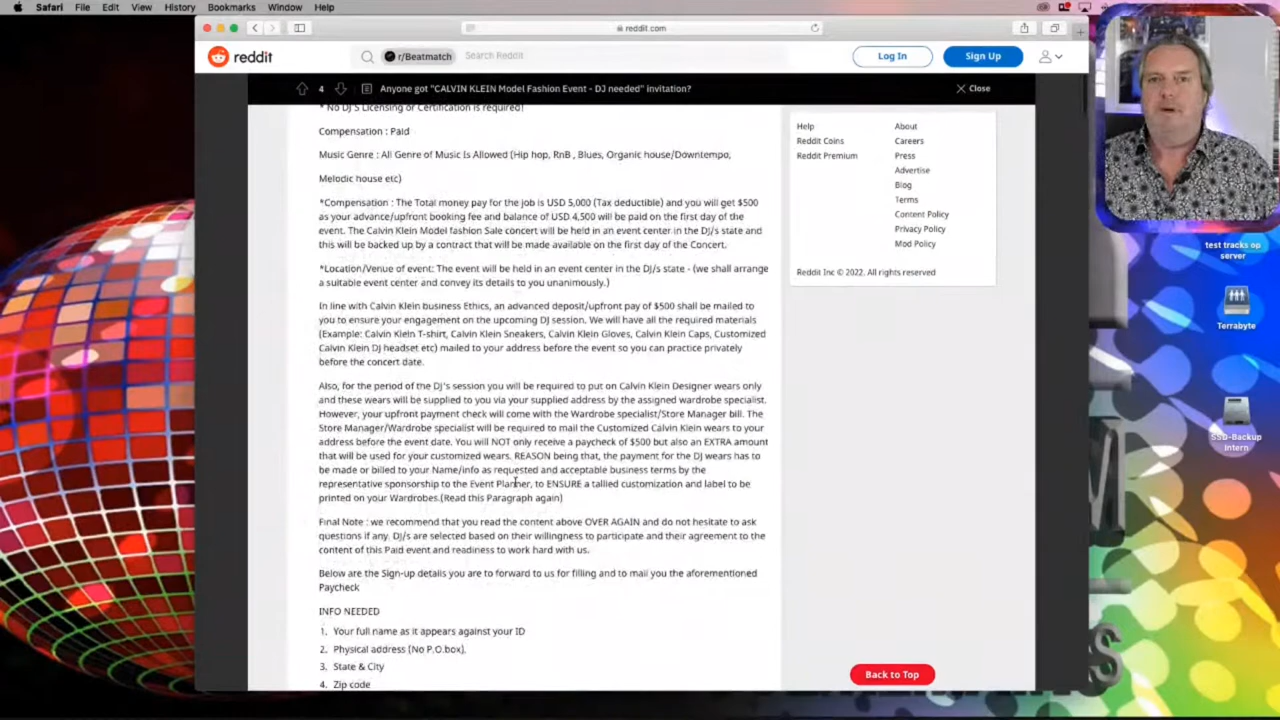 Safari File Edit View History Bookmarks Window Help
reddit.com
reddit
r/Beatmatch Search Reddit
Log In
Sign Up
4 Anyone got "CALVIN KLEIN Model Fashion Event - DJ needed" invitation?
Close
* No DJ'S Licensing or Certification is required!
Compensation : Paid
Music Genre : All Genre of Music Is Allowed (Hip hop, RnB , Blues, Organic house/Downtempo,
Melodic house etc)
*Compensation : The Total money pay for the job is USD 5,000 (Tax deductible) and you will get $500
as your advance/upfront booking fee and balance of USD 4,500 will be paid on the first day of the
event. The Calvin Klein Model fashion Sale concert will be held in an event center in the DJ/s state and
this will be backed up by a contract that will be made available on the first day of the Concert.
*Location/Venue of event: The event will be held in an event center in the DJ/s state - (we shall arrange
a suitable event center and convey its details to you unanimously.)
In line with Calvin Klein business Ethics, an advanced deposit/upfront pay of $500 shall be mailed to
you to ensure your engagement on the upcoming DJ session. We will have all the required materials
(Example: Calvin Klein T-shirt, Calvin Klein Sneakers, Calvin Klein Gloves, Calvin Klein Caps, Customized
Calvin Klein DJ headset etc) mailed to your address before the event so you can practice privately
before the concert date.
Also, for the period of the DJ's session you will be required to put on Calvin Klein Designer wears only
and these wears will be supplied to you via your supplied address by the assigned wardrobe specialist.
However, your upfront payment check will come with the Wardrobe specialist/Store Manager bill. The
Store Manager/Wardrobe specialist will be required to mail the Customized Calvin Klein wears to your
address before the event date. You will NOT only receive a paycheck of $500 but also an EXTRA amount
that will be used for your customized wears. REASON being that, the payment for the DJ wears has to
be made or billed to your Name/info as requested and acceptable business terms by the
representative sponsorship to the Event Planner, to ENSURE a tallied customization and label to be
printed on your Wardrobes.(Read this Paragraph again)
Final Note : we recommend that you read the content above OVER AGAIN and do not hesitate to ask
questions if any. DJ/s are selected based on their willingness to participate and their agreement to the
content of this Paid event and readiness to work hard with us.
Below are the Sign-up details you are to forward to us for filling and to mail you the aforementioned
Paycheck
INFO NEEDED
1. Your full name as it appears against your ID
2. Physical address (No P.O.box).
3. State & City
4. Zip code
Help
Reddit Coins
Reddit Premium
About
Careers
Press
Advertise
Blog
Terms
Content Policy
Privacy Policy
Mod Policy
Reddit Inc © 2022. All rights reserved
Back to Top
test tracks op
server
Terrabyte
SSD-Backup
Intern